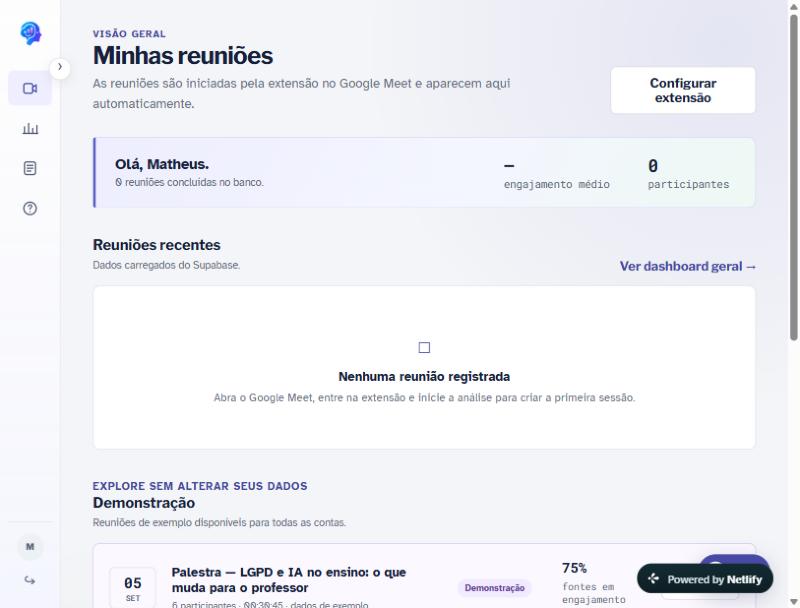 VISÃO GERAL
Minhas reuniões
As reuniões são iniciadas pela extensão no Google Meet e aparecem aqui
automaticamente.
Configurar
extensão
Olá, Matheus.
0 reuniões concluídas no banco.
—
engajamento médio
0
participantes
Reuniões recentes
Dados carregados do Supabase.
Ver dashboard geral →
Nenhuma reunião registrada
Abra o Google Meet, entre na extensão e inicie a análise para criar a primeira sessão.
EXPLORE SEM ALTERAR SEUS DADOS
Demonstração
Reuniões de exemplo disponíveis para todas as contas.
05
SET
Palestra — LGPD e IA no ensino: o que
muda para o professor
6 participantes · 00:30:45 · dados de exemplo
Demonstração
75%
fontes em
engajamento
Powered by Netlify
M